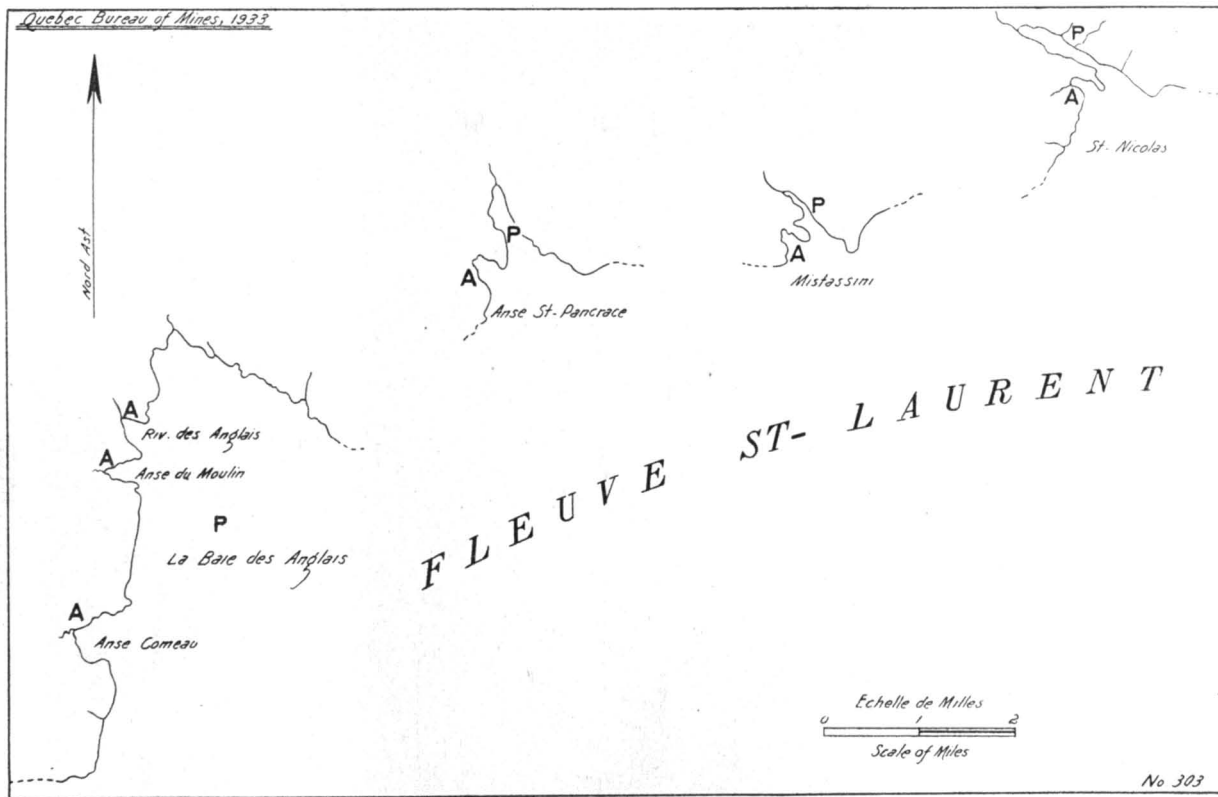 Quebec Bureau of Mines, 1933
P
A
St- Nicolas
Nord Ast
P
A
Anse St-Pancrace
P
A
Mistassini
A
Riv. des Anglais
A
Anse du Moulin
P
La Baie des Anglais
A
Anse Comeau
FLEUVE ST- LAURENT
Echelle de Milles
0 1 2
Scale of Miles
No 303